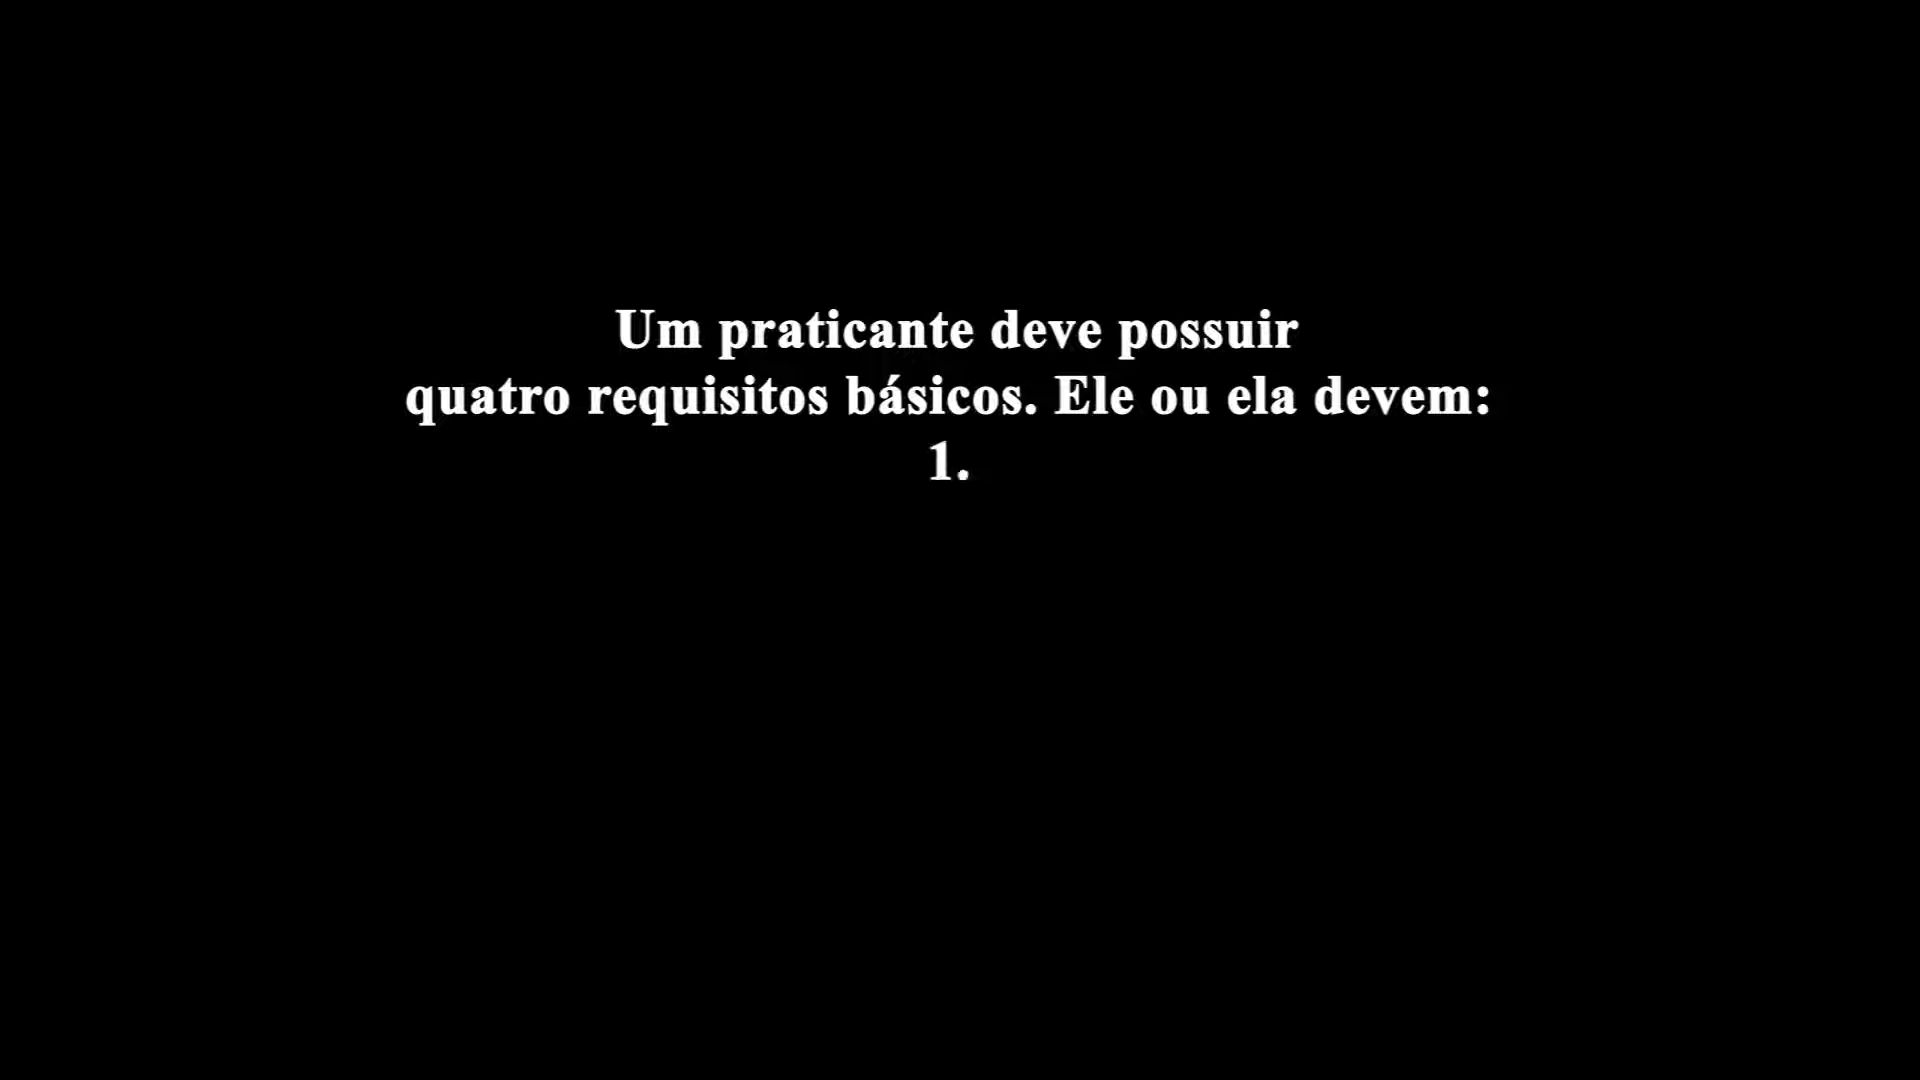 Um praticante deve possuir
quatro requisitos básicos. Ele ou ela devem:
1.